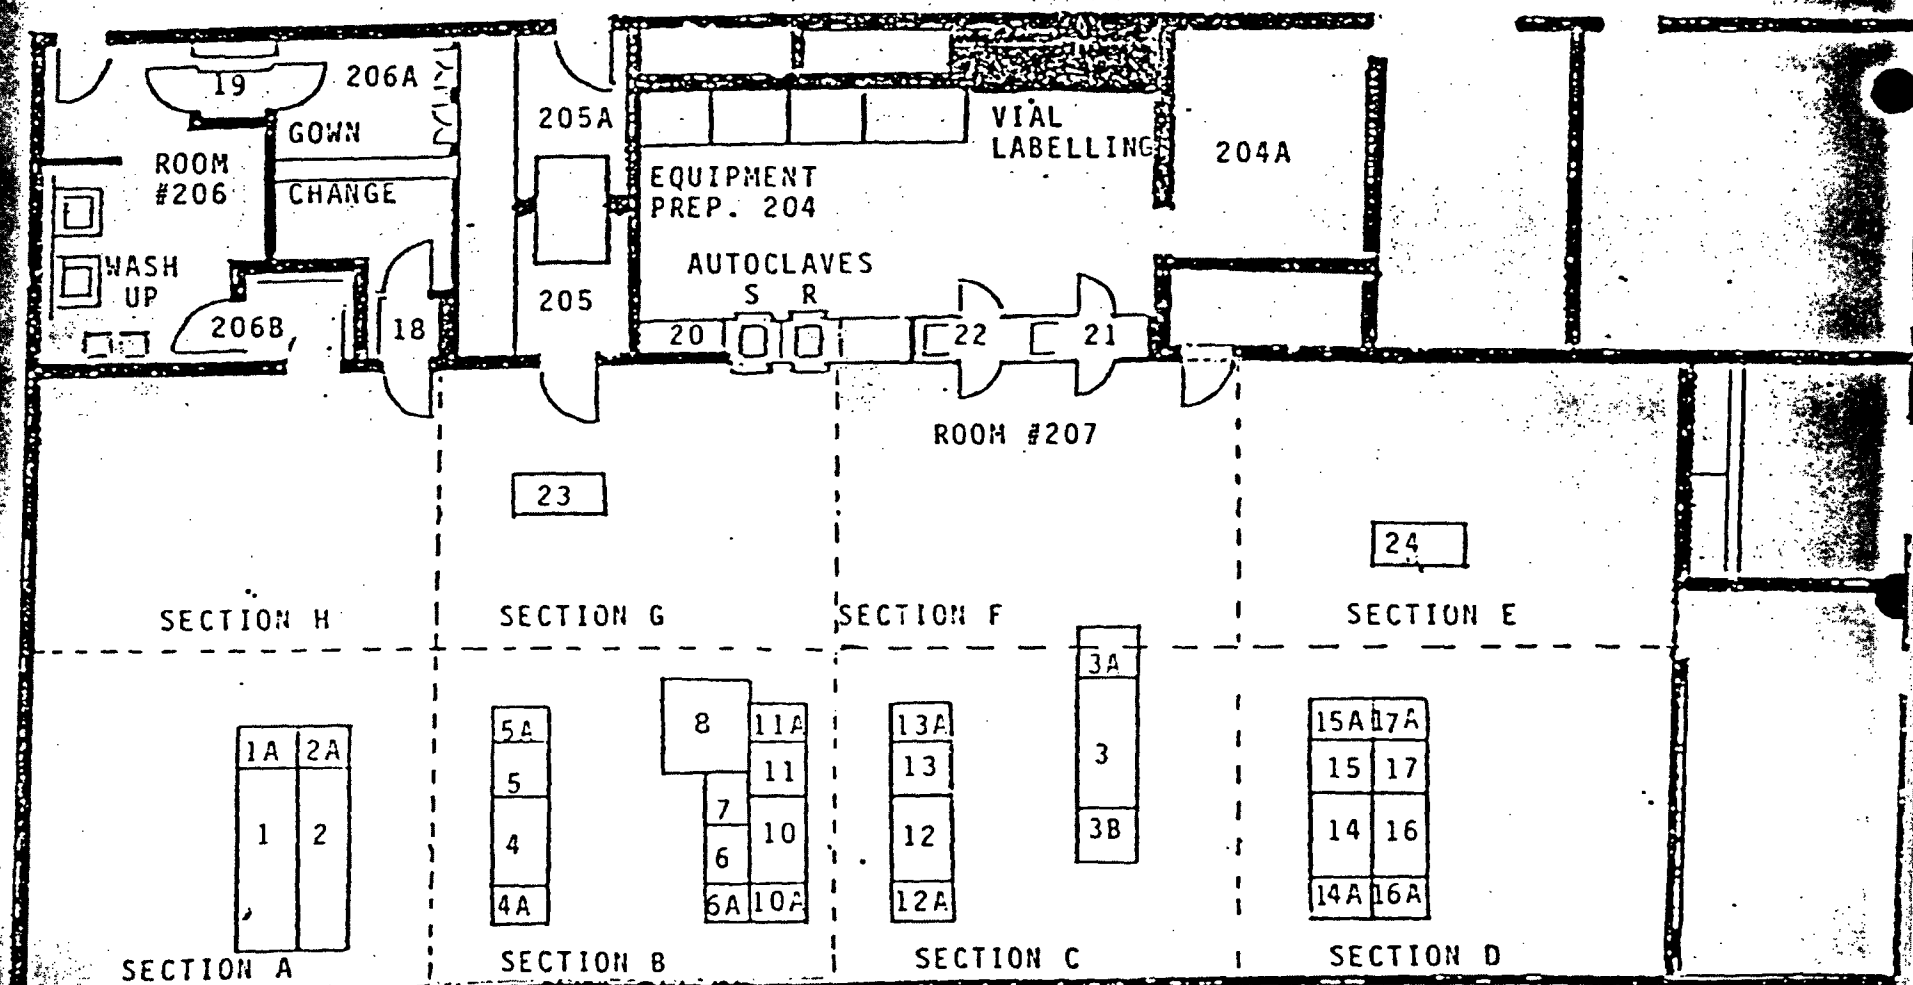 19
206A
205A
VIAL
LABELLING
GOWN
ROOM
#206
204A
EQUIPMENT
PREP. 204
CHANGE
WASH
UP
AUTOCLAVES
S R
205
206B
18
20
22
21
ROOM #207
23
24
SECTION H
SECTION G
SECTION F
SECTION E
3A
5A
8
11A
13A
15A
17A
1A
2A
3
5
11
13
15
17
7
1
2
4
10
12
3B
14
16
6
4A
6A
10A
12A
14A
16A
SECTION A
SECTION B
SECTION C
SECTION D